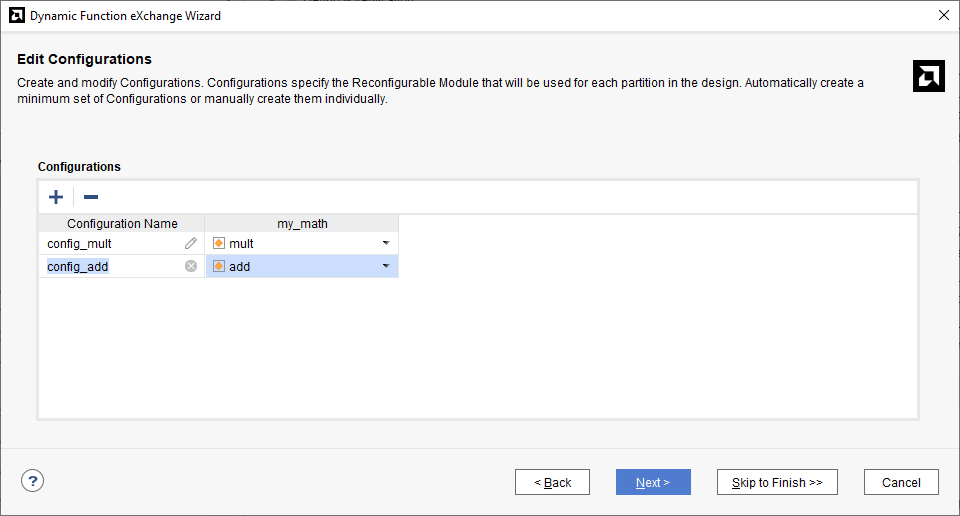 Dynamic Function eXchange Wizard
Edit Configurations
Create and modify Configurations. Configurations specify the Reconfigurable Module that will be used for each partition in the design. Automatically create a
minimum set of Configurations or manually create them individually.
Configurations
Configuration Name my_math
config_mult mult
config_add add
? < Back Next > Skip to Finish >> Cancel